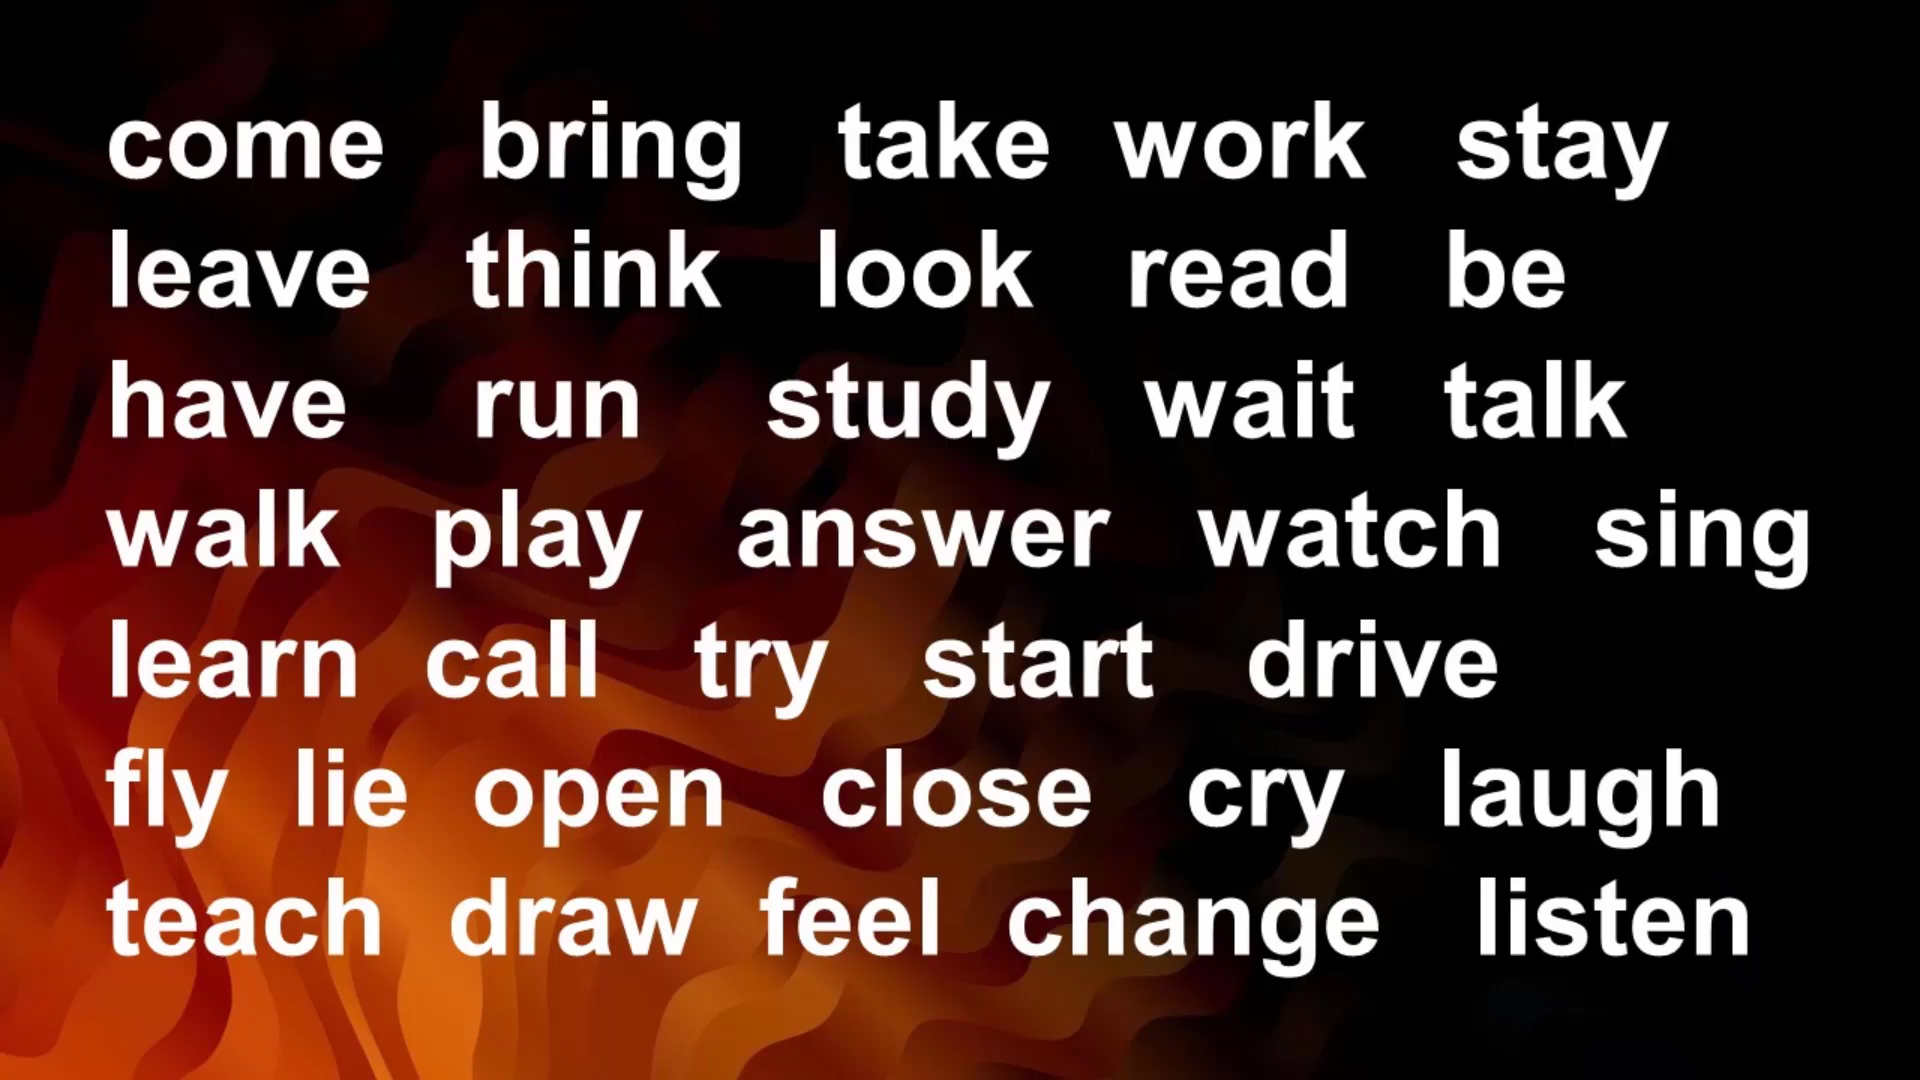 come bring take work stay
leave think look read be
have run study wait talk
walk play answer watch sing
learn call try start drive
fly lie open close cry laugh
teach draw feel change listen